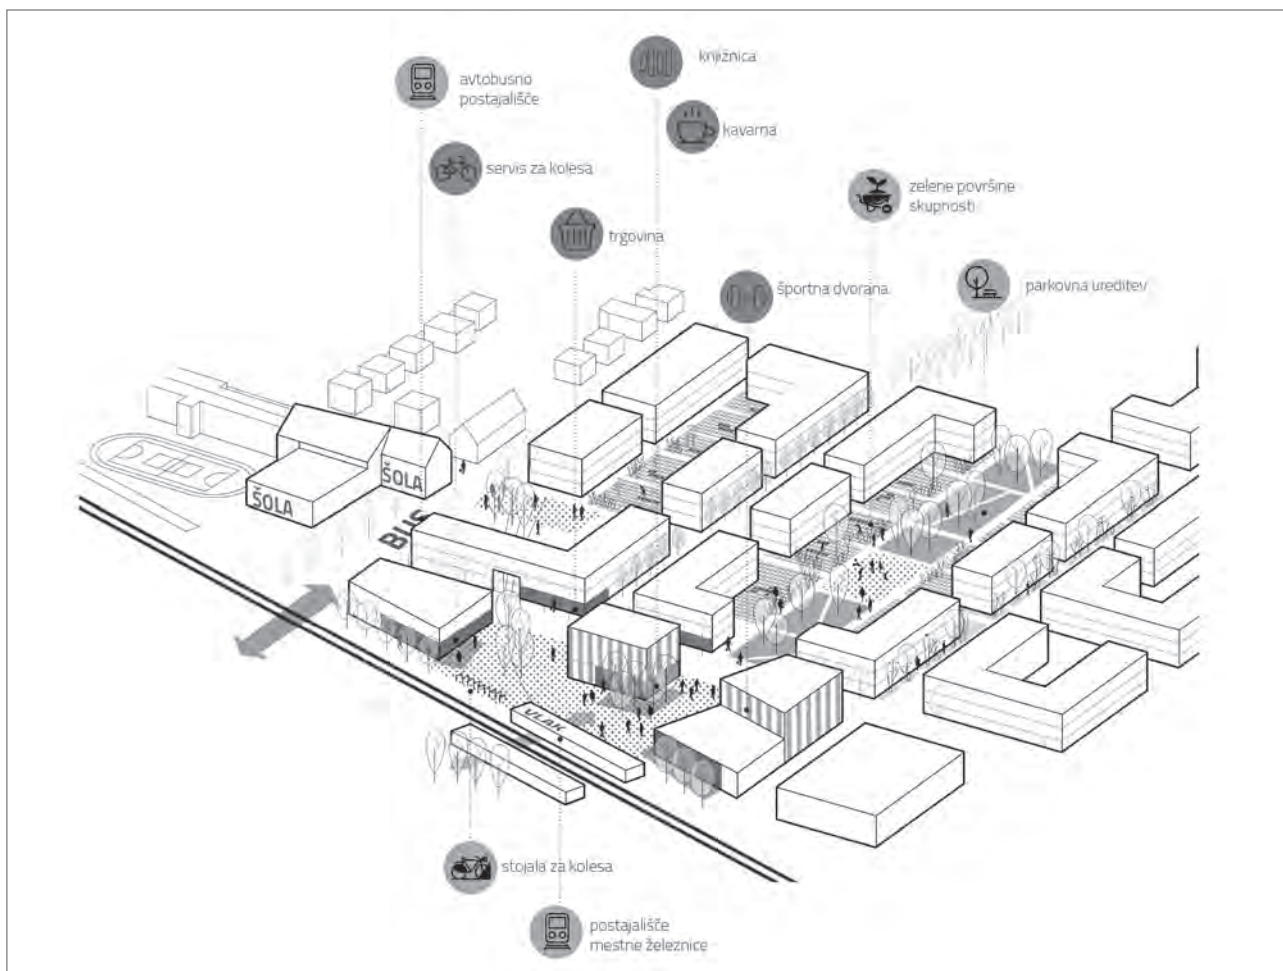 knjižnica
avtobusno
postajališče
kavarna
servis za kolesa
zelene površine
skupnosti
trgovina
športna dvorana
parkovna ureditev
ŠOLA
ŠOLA
BUS
VLAK
stojala za kolesa
postajališče
mestne železnice